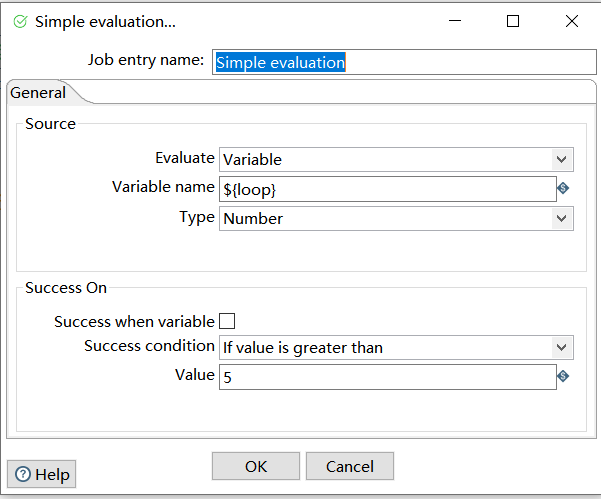 Simple evaluation...
Job entry name: Simple evaluation
General
Source
Evaluate Variable
Variable name ${loop}
Type Number
Success On
Success when variable
Success condition If value is greater than
Value 5
Help OK Cancel